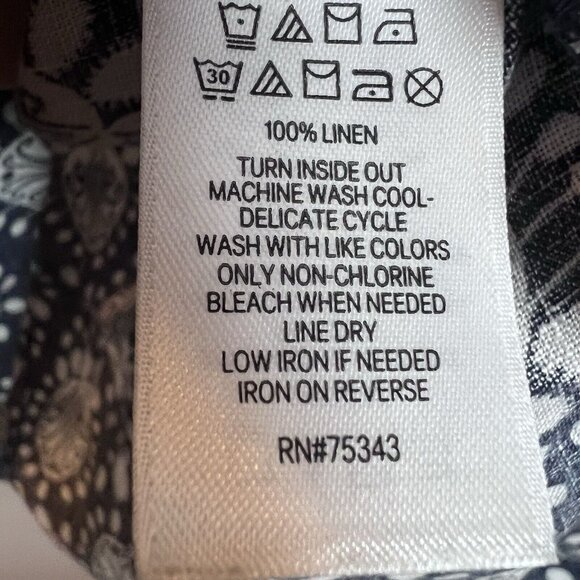 30
100% LINEN
TURN INSIDE OUT
MACHINE WASH COOL-
DELICATE CYCLE
WASH WITH LIKE COLORS
ONLY NON-CHLORINE
BLEACH WHEN NEEDED
LINE DRY
LOW IRON IF NEEDED
IRON ON REVERSE
RN#75343